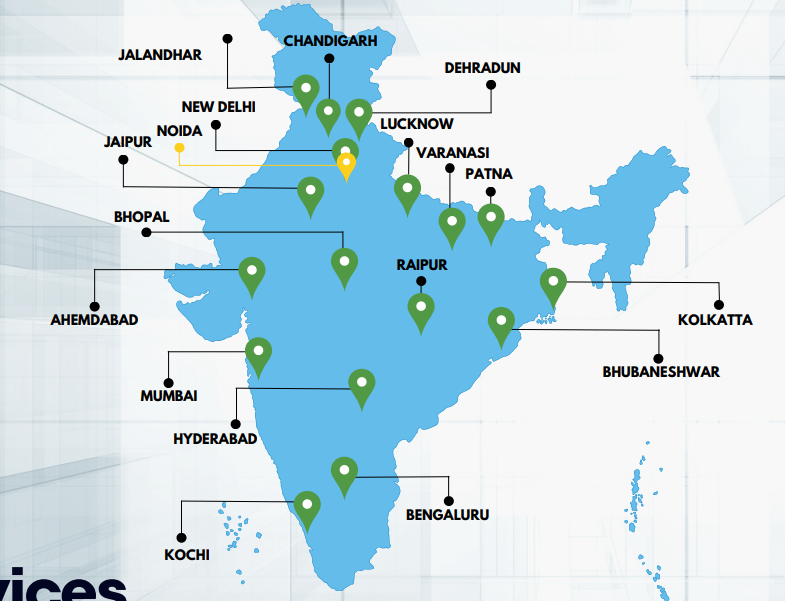 CHANDIGARH
JALANDHAR
DEHRADUN
NEW DELHI
LUCKNOW
NOIDA
JAIPUR
VARANASI
PATNA
BHOPAL
RAIPUR
AHEMDABAD
KOLKATTA
BHUBANESHWAR
MUMBAI
HYDERABAD
BENGALURU
KOCHI
vices